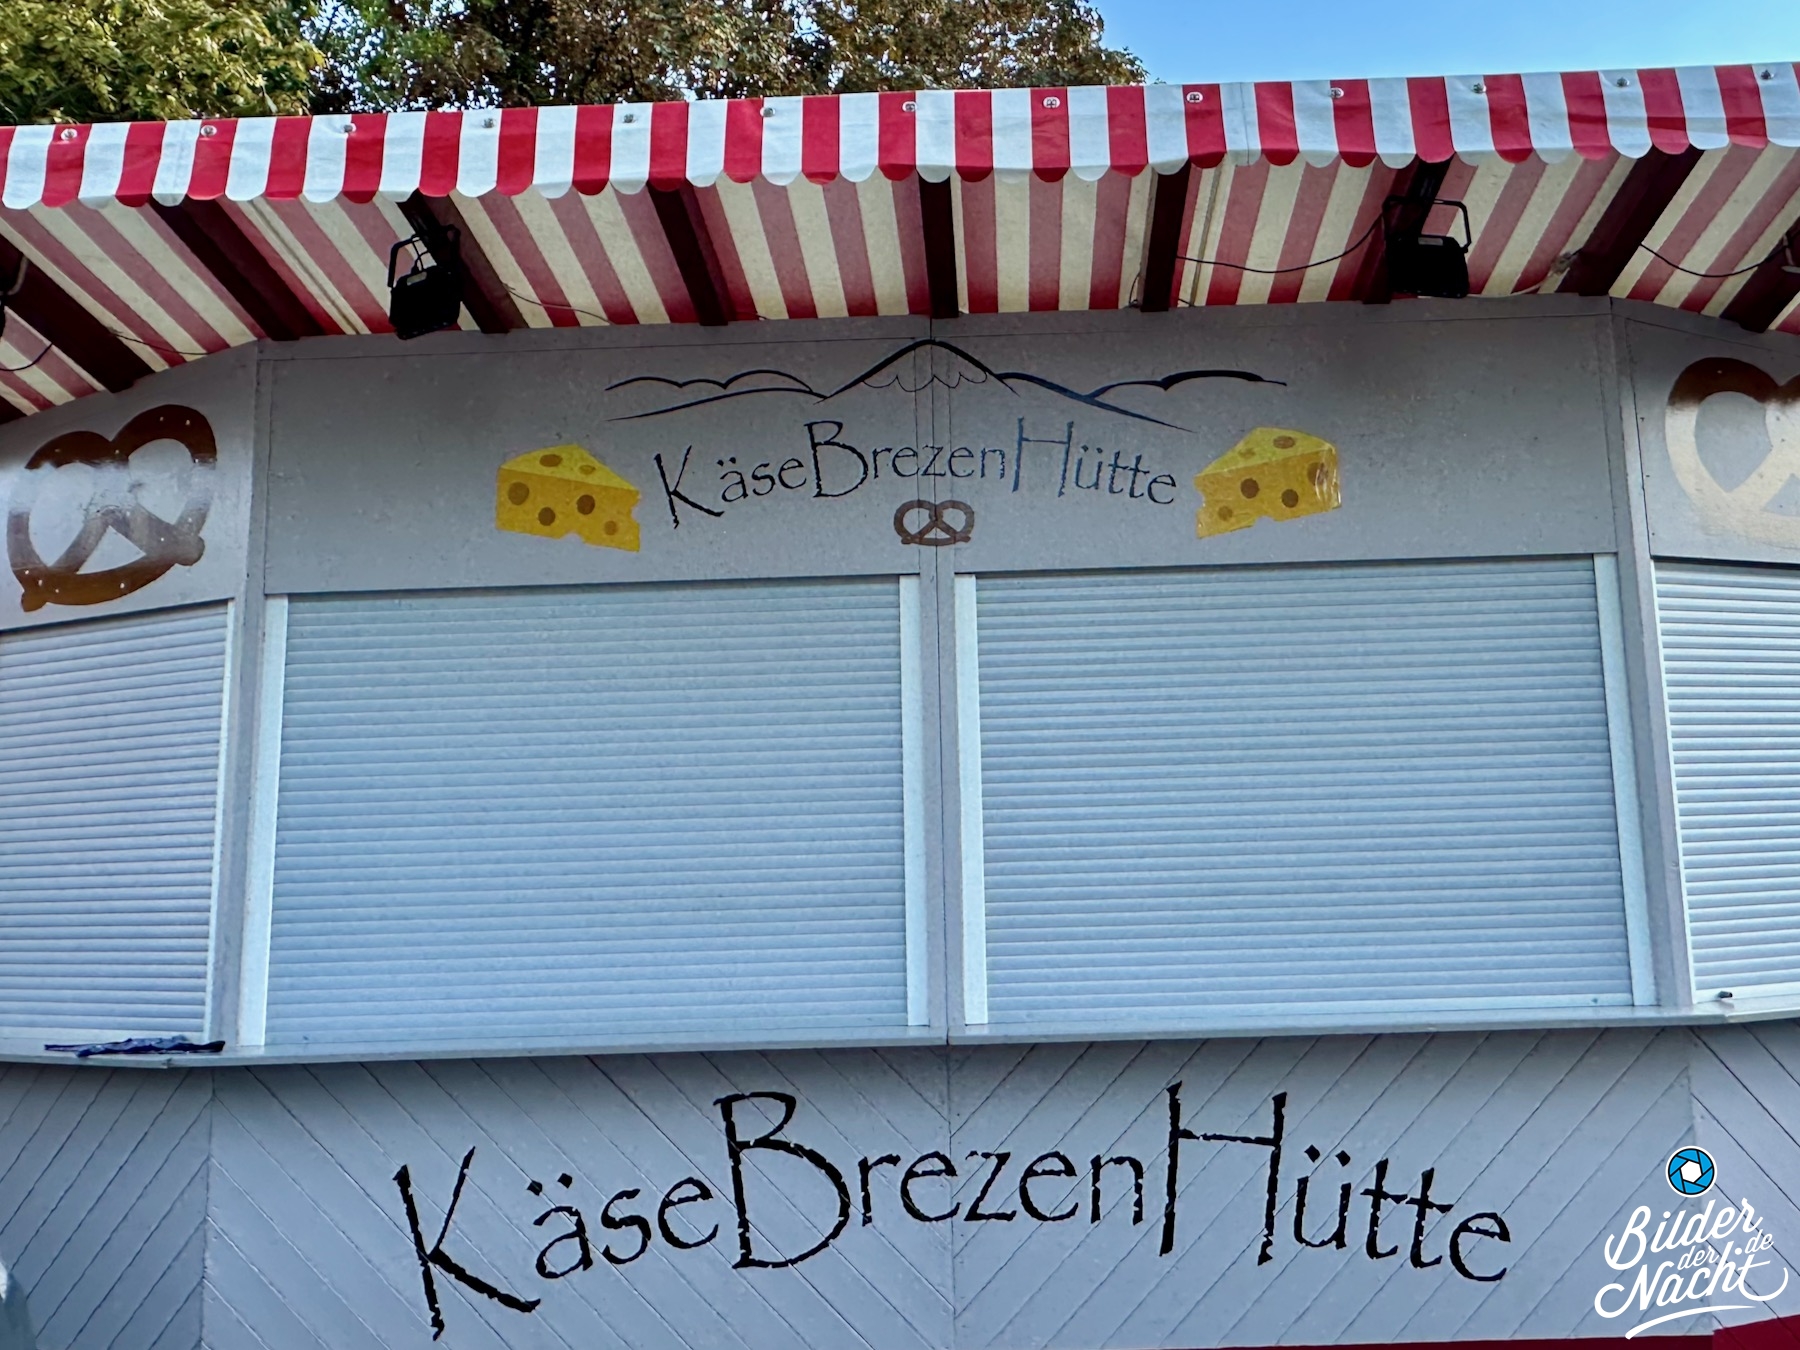 KäseBrezenHütte
KäseBrezenHütte
Bilder
der .de
Nacht